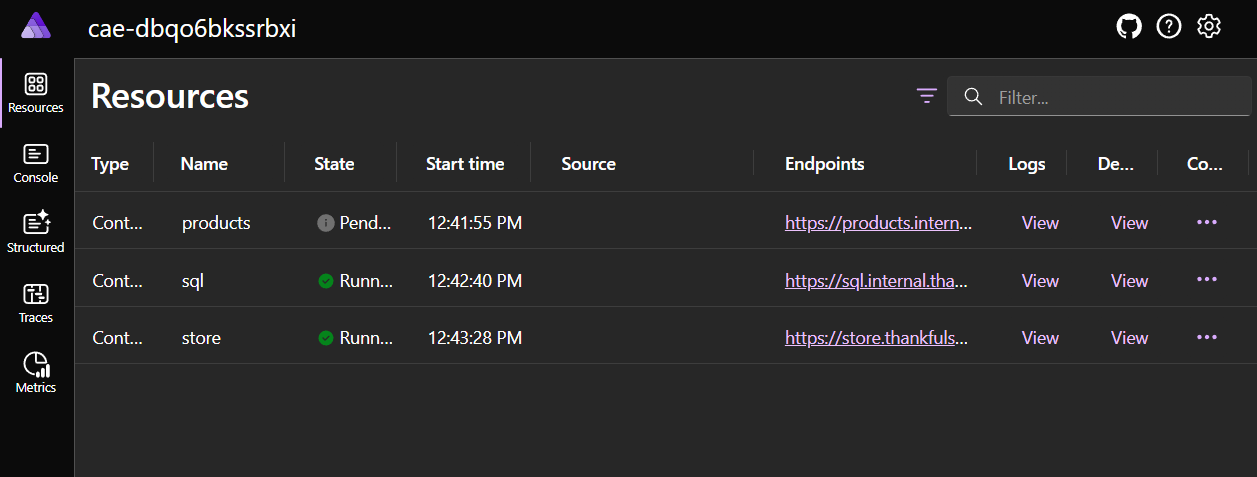 cae-dbqo6bkssrbxi
Resources
Console
Structured
Traces
Metrics
Resources
Filter...
Type Name State Start time Source Endpoints Logs De... Co...
Cont... products Pend... 12:41:55 PM https://products.intern... View View ...
Cont... sql Runn... 12:42:40 PM https://sql.internal.tha... View View ...
Cont... store Runn... 12:43:28 PM https://store.thankfuls... View View ...